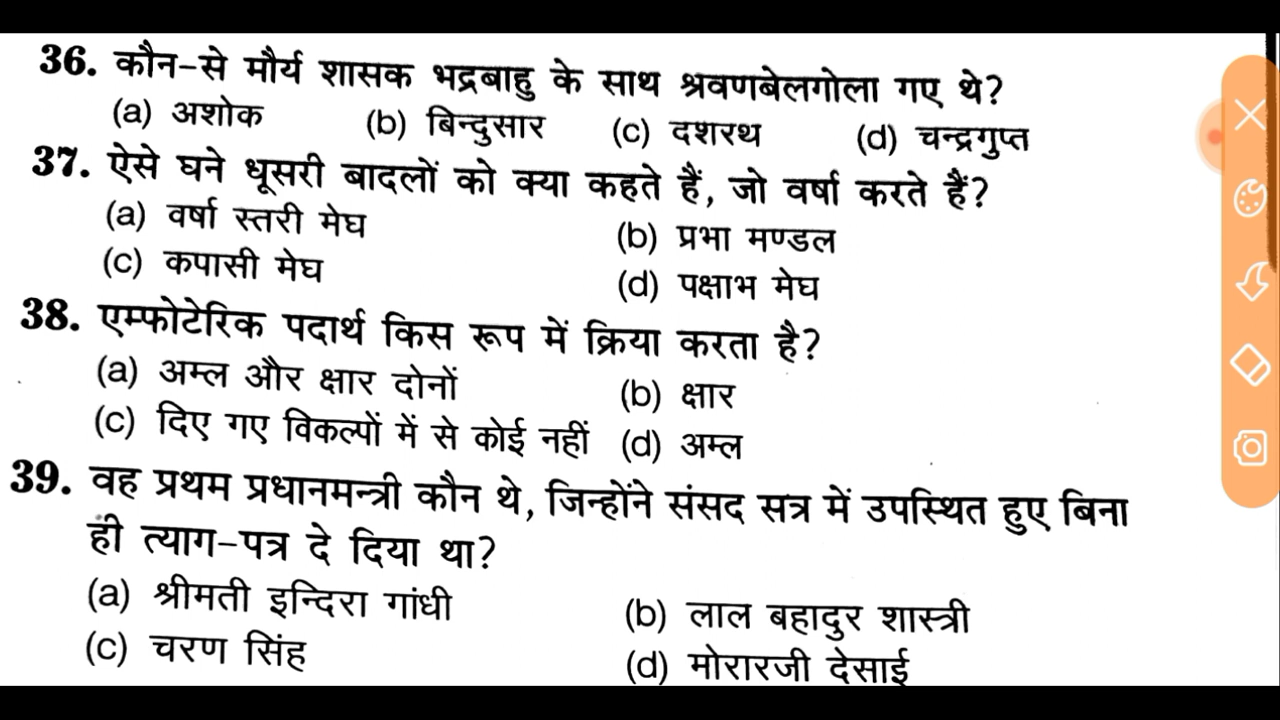 36. कौन-से मौर्य शासक भद्रबाहु के साथ श्रवणबेलगोला गए थे?
(a) अशोक (b) बिन्दुसार (c) दशरथ (d) चन्द्रगुप्त
37. ऐसे घने धूसरी बादलों को क्या कहते हैं, जो वर्षा करते हैं?
(a) वर्षा स्तरी मेघ (b) प्रभा मण्डल
(c) कपासी मेघ (d) पक्षाभ मेघ
38. एम्फोटेरिक पदार्थ किस रूप में क्रिया करता है?
(a) अम्ल और क्षार दोनों (b) क्षार
(c) दिए गए विकल्पों में से कोई नहीं (d) अम्ल
39. वह प्रथम प्रधानमन्त्री कौन थे, जिन्होंने संसद सत्र में उपस्थित हुए बिना
ही त्याग-पत्र दे दिया था?
(a) श्रीमती इन्दिरा गांधी (b) लाल बहादुर शास्त्री
(c) चरण सिंह (d) मोरारजी देसाई